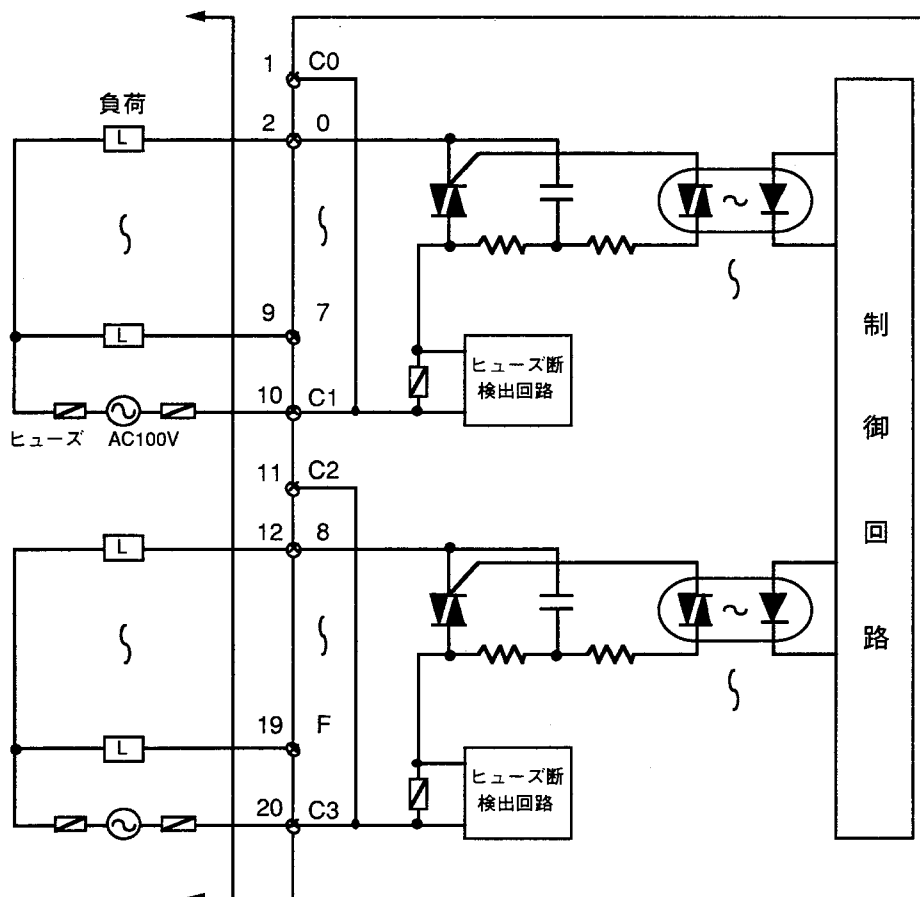 1 C0
負荷
L 2 0
L 9 7
10 C1
ヒューズ AC100V
ヒューズ断
検出回路
11 C2
L 12 8
L 19 F
20 C3
ヒューズ断
検出回路
制御回路